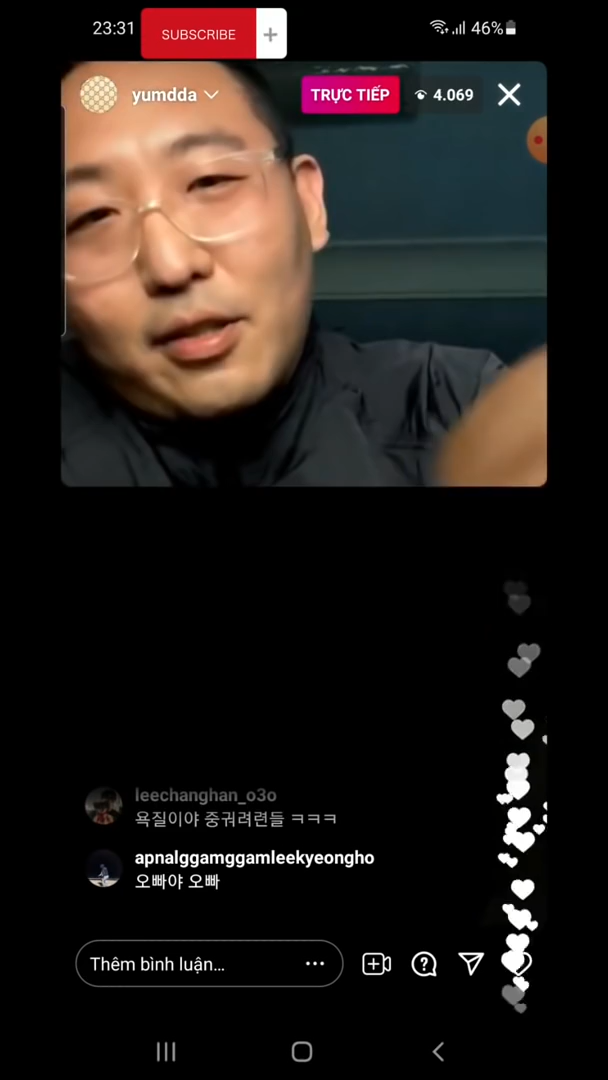 23:31
SUBSCRIBE
46%
yumdda
TRỰC TIẾP
4.069
leechanghan_o3o
욕질이야 중궈려련들 ㅋㅋㅋ
apnalggamggamleekyeongho
오빠야 오빠
Thêm bình luận...